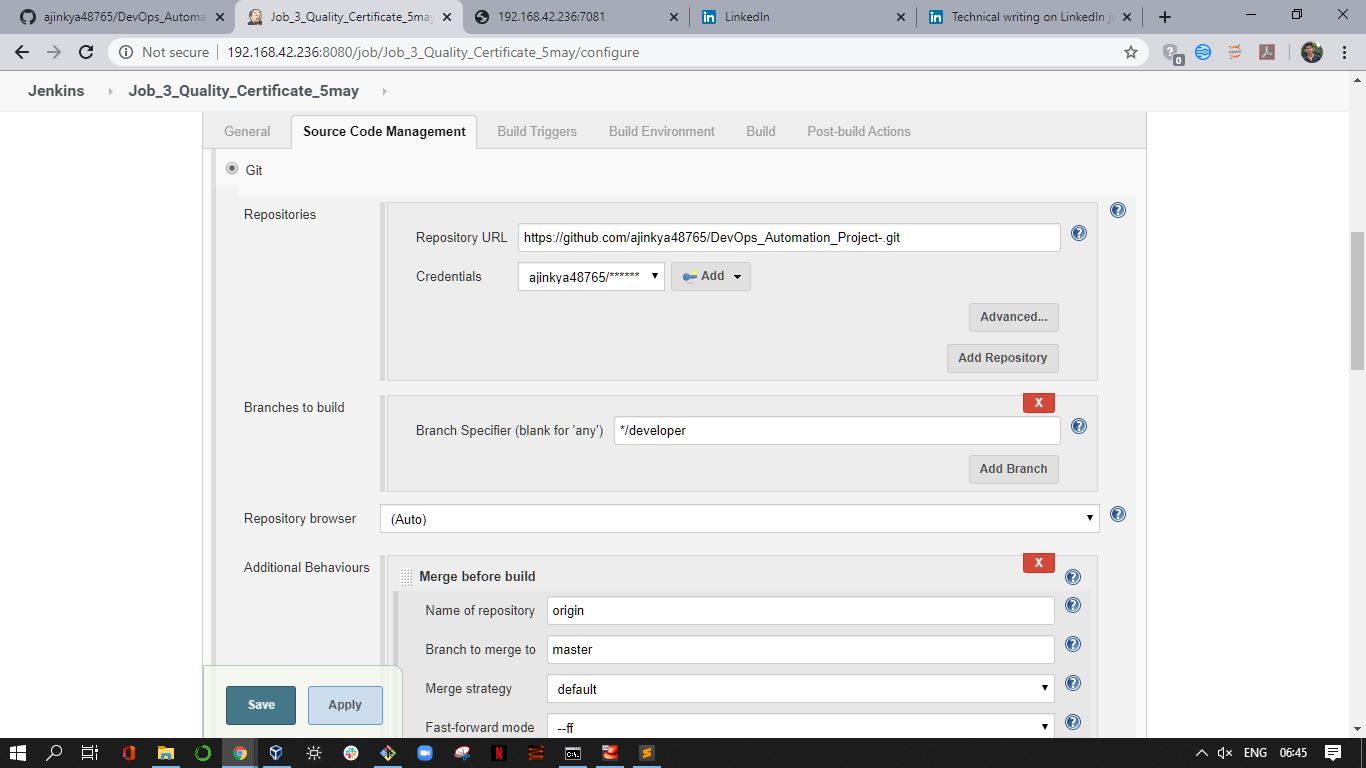 ajinkya48765/DevOps_Automa
Job_3_Quality_Certificate_5may
192.168.42.236:7081
LinkedIn
Technical writing on LinkedIn
Not secure
192.168.42.236:8080/job/Job_3_Quality_Certificate_5may/configure
0
Jenkins
Job_3_Quality_Certificate_5may
General
Source Code Management
Build Triggers
Build Environment
Build
Post-build Actions
Git
Repositories
Repository URL
https://github.com/ajinkya48765/DevOps_Automation_Project-.git
Credentials
ajinkya48765/******
Add
Advanced...
Add Repository
Branches to build
X
Branch Specifier (blank for 'any')
*/developer
Add Branch
Repository browser
(Auto)
Additional Behaviours
X
Merge before build
Name of repository
origin
Branch to merge to
master
Merge strategy
default
Fast-forward mode
--ff
Save
Apply
ENG
06:45